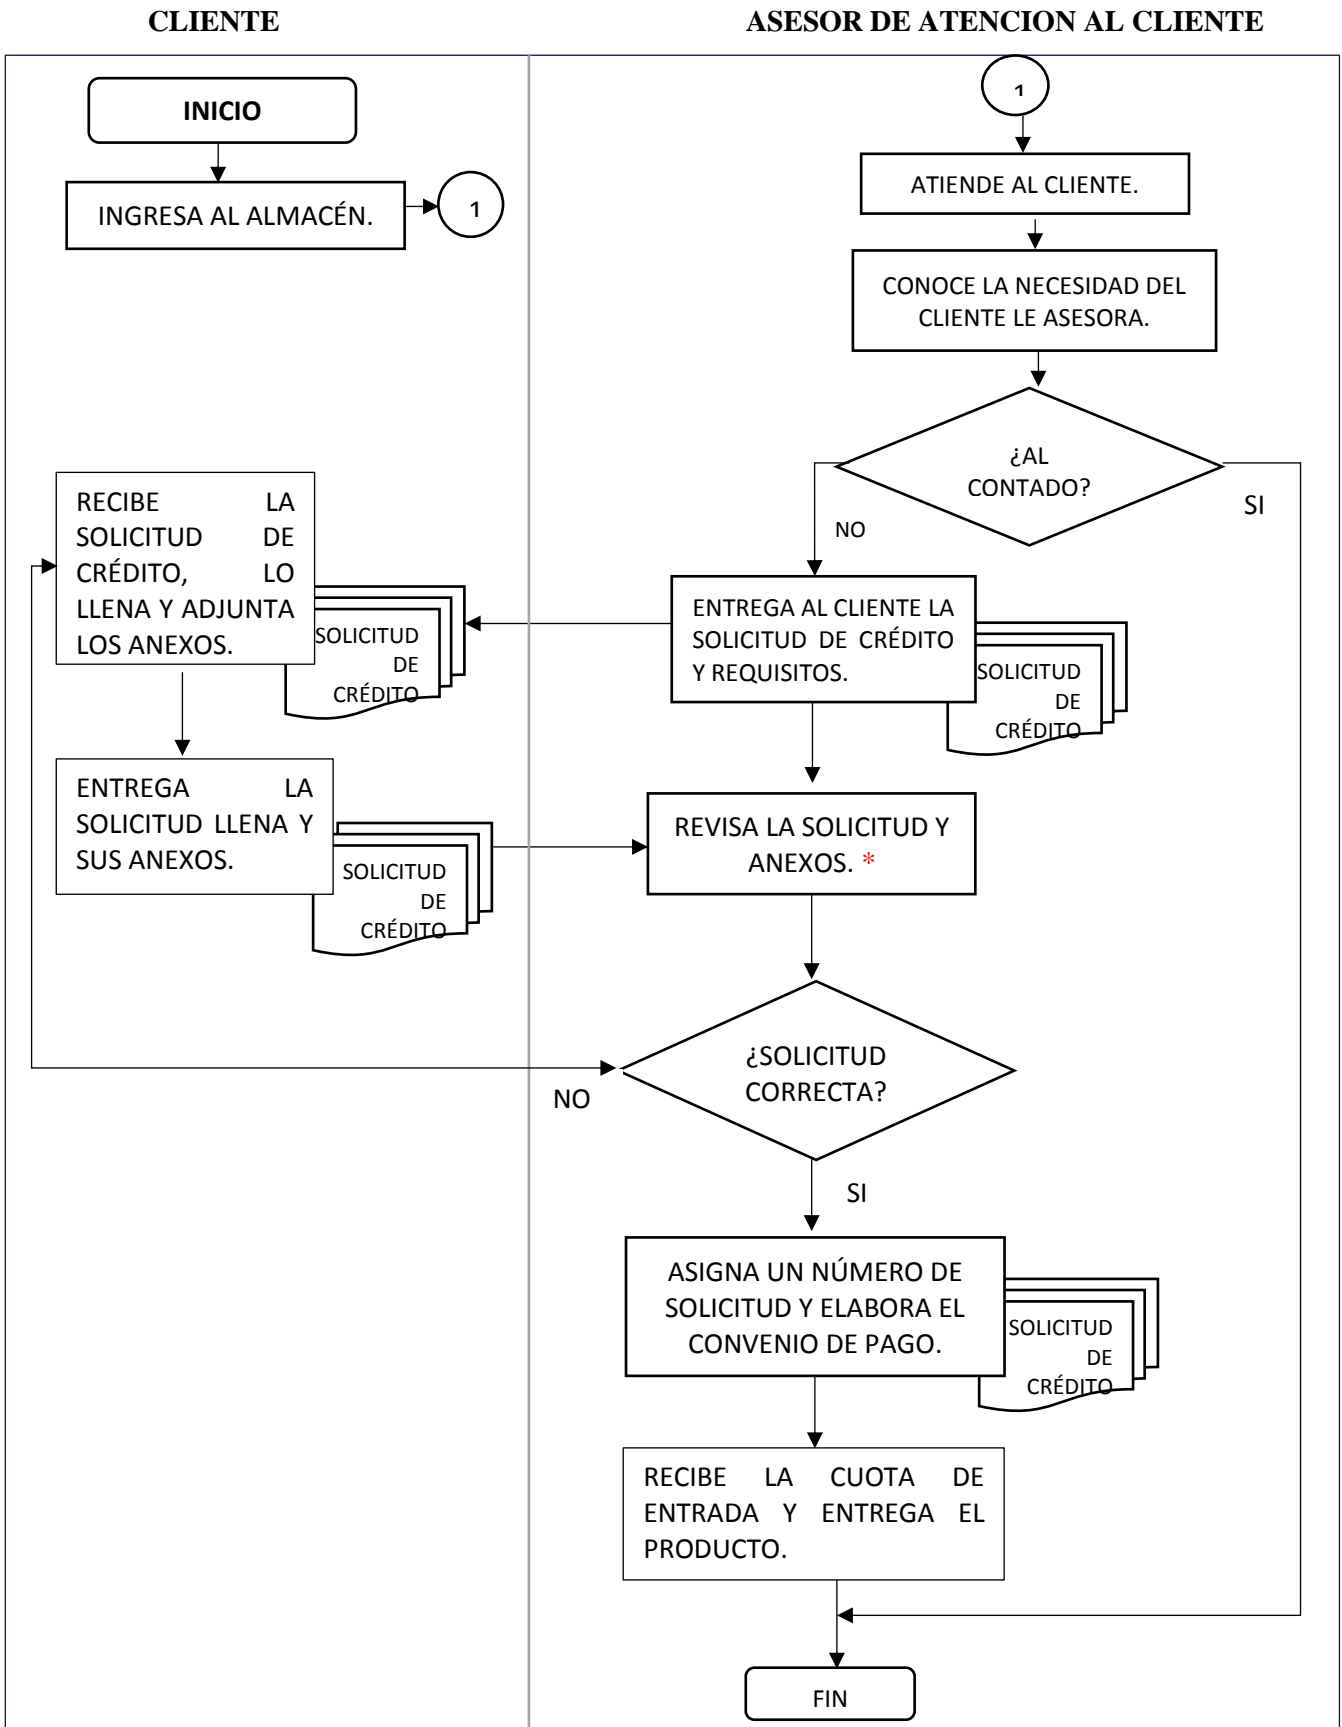 CLIENTE
ASESOR DE ATENCION AL CLIENTE
INICIO
INGRESA AL ALMACÉN.
1
1
ATIENDE AL CLIENTE.
CONOCE LA NECESIDAD DEL
CLIENTE LE ASESORA.
¿AL
CONTADO?
SI
NO
RECIBE LA
SOLICITUD DE
CRÉDITO, LO
LLENA Y ADJUNTA
LOS ANEXOS.
SOLICITUD
DE
CRÉDITO
ENTREGA AL CLIENTE LA
SOLICITUD DE CRÉDITO
Y REQUISITOS.
SOLICITUD
DE
CRÉDITO
ENTREGA LA
SOLICITUD LLENA Y
SUS ANEXOS.
SOLICITUD
DE
CRÉDITO
REVISA LA SOLICITUD Y
ANEXOS. *
¿SOLICITUD
CORRECTA?
NO
SI
ASIGNA UN NÚMERO DE
SOLICITUD Y ELABORA EL
CONVENIO DE PAGO.
SOLICITUD
DE
CRÉDITO
RECIBE LA CUOTA DE
ENTRADA Y ENTREGA EL
PRODUCTO.
FIN